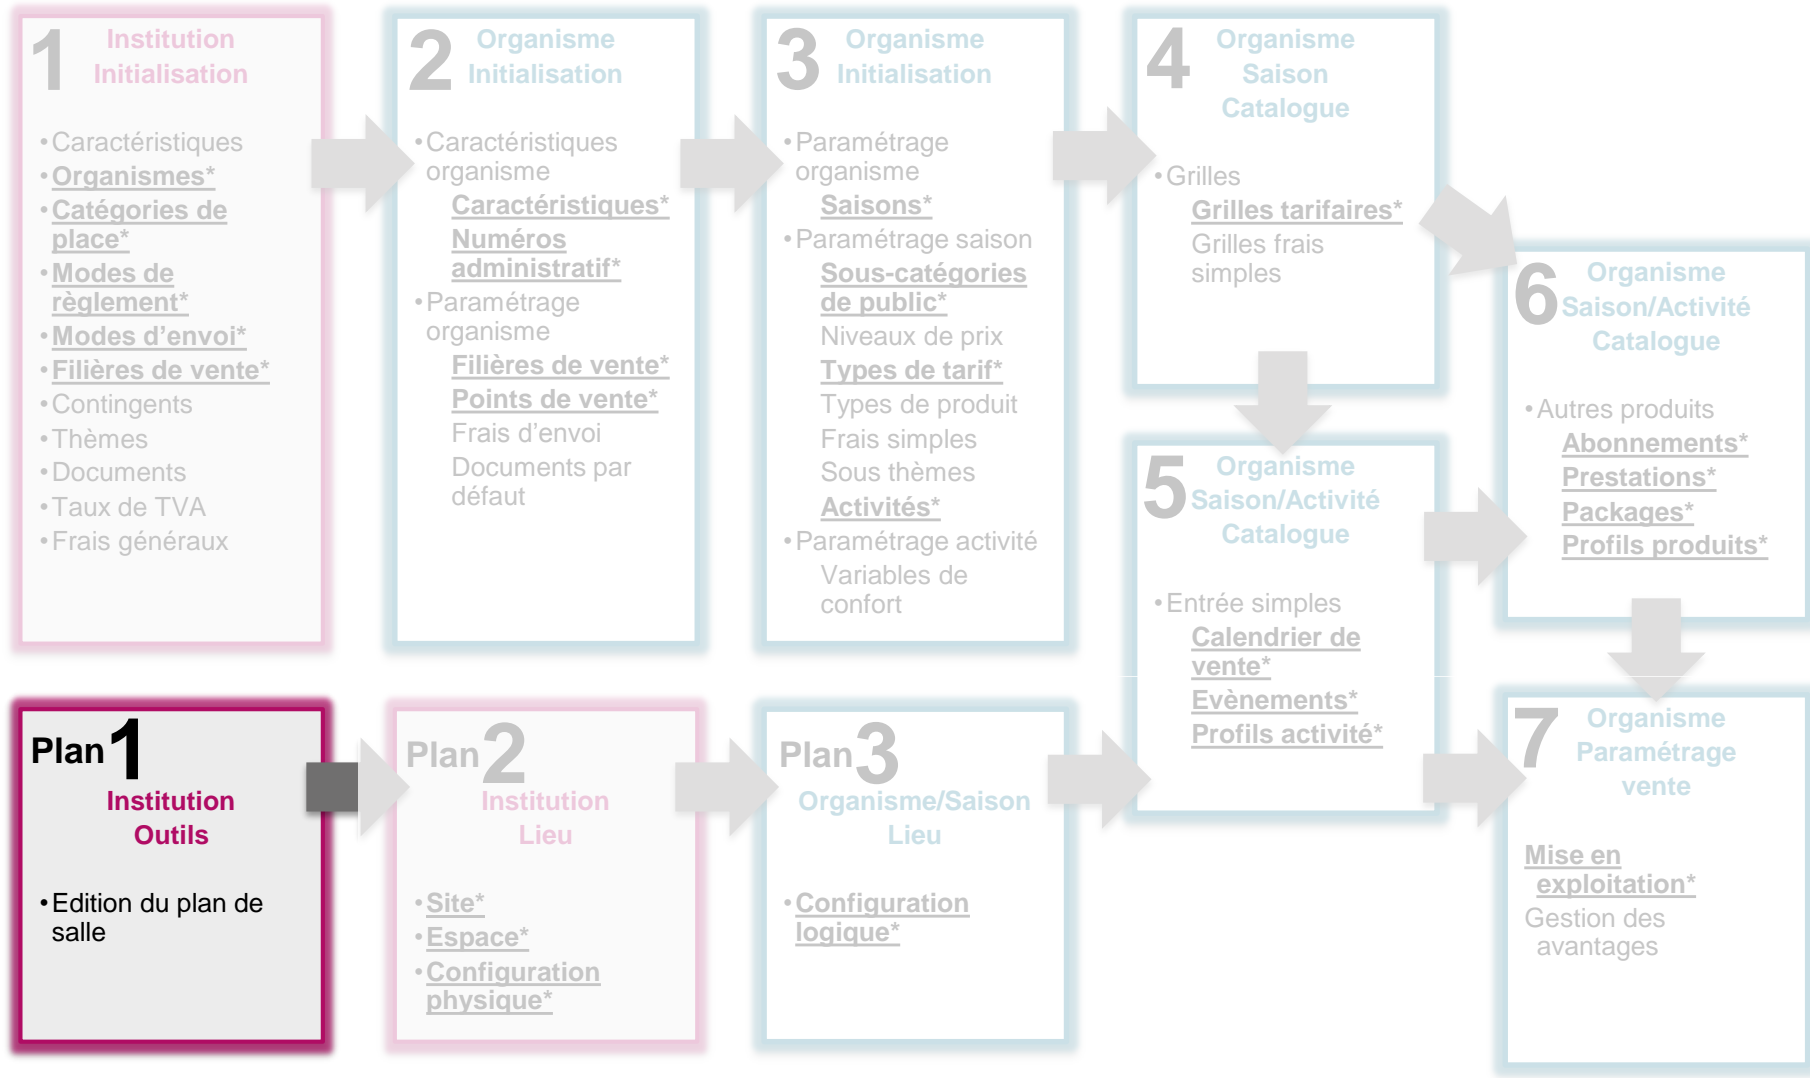 1 Institution
Initialisation
•Caractéristiques
•Organismes*
•Catégories de
place*
•Modes de
règlement*
•Modes d'envoi*
•Filières de vente*
•Contingents
•Thèmes
•Documents
•Taux de TVA
•Frais généraux
2 Organisme
Initialisation
•Caractéristiques
organisme
Caractéristiques*
Numéros
administratif*
•Paramétrage
organisme
Filières de vente*
Points de vente*
Frais d'envoi
Documents par
défaut
3 Organisme
Initialisation
•Paramétrage
organisme
Saisons*
•Paramétrage saison
Sous-catégories
de public*
Niveaux de prix
Types de tarif*
Types de produit
Frais simples
Sous thèmes
Activités*
•Paramétrage activité
Variables de
confort
4 Organisme
Saison
Catalogue
•Grilles
Grilles tarifaires*
Grilles frais
simples
5 Organisme
Saison/Activité
Catalogue
•Entrée simples
Calendrier de
vente*
Evènements*
Profils activité*
6 Organisme
Saison/Activité
Catalogue
•Autres produits
Abonnements*
Prestations*
Packages*
Profils produits*
Plan 1
Institution
Outils
•Edition du plan de
salle
Plan 2
Institution
Lieu
•Site*
•Espace*
•Configuration
physique*
Plan 3
Organisme/Saison
Lieu
•Configuration
logique*
7 Organisme
Paramétrage
vente
Mise en
exploitation*
Gestion des
avantages